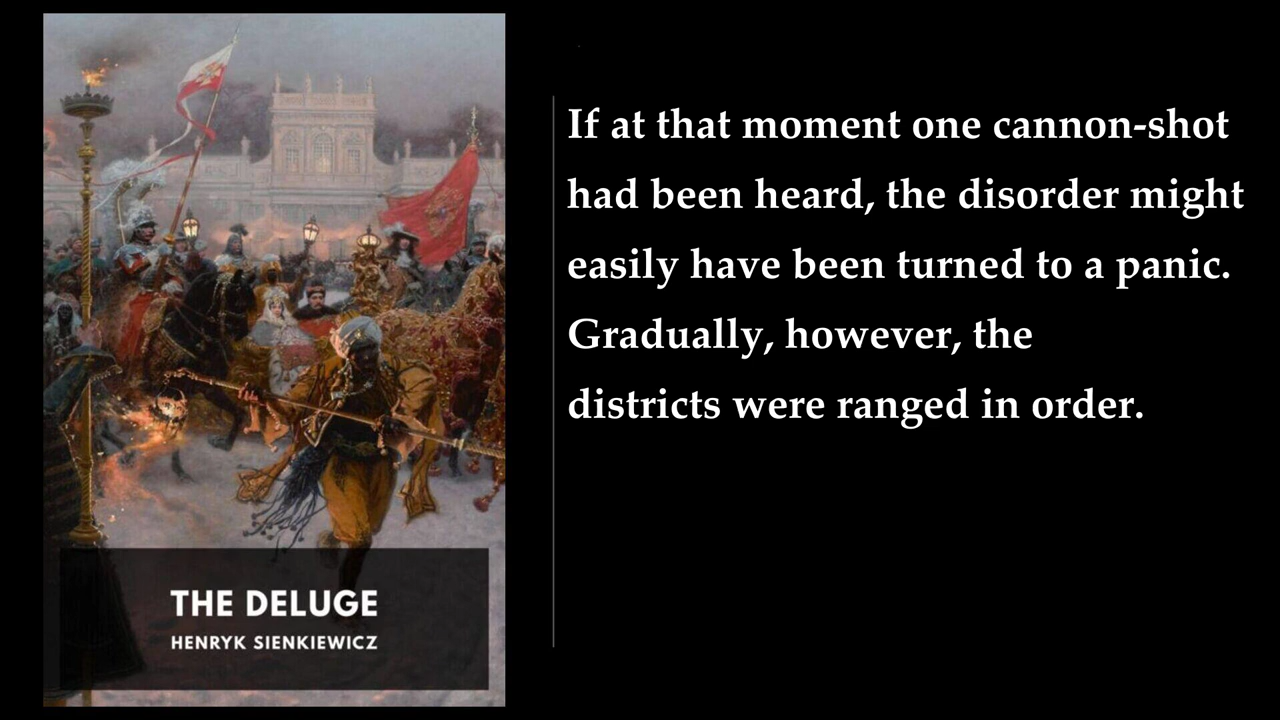 THE DELUGE
HENRYK SIENKIEWICZ
If at that moment one cannon-shot
had been heard, the disorder might
easily have been turned to a panic.
Gradually, however, the
districts were ranged in order.